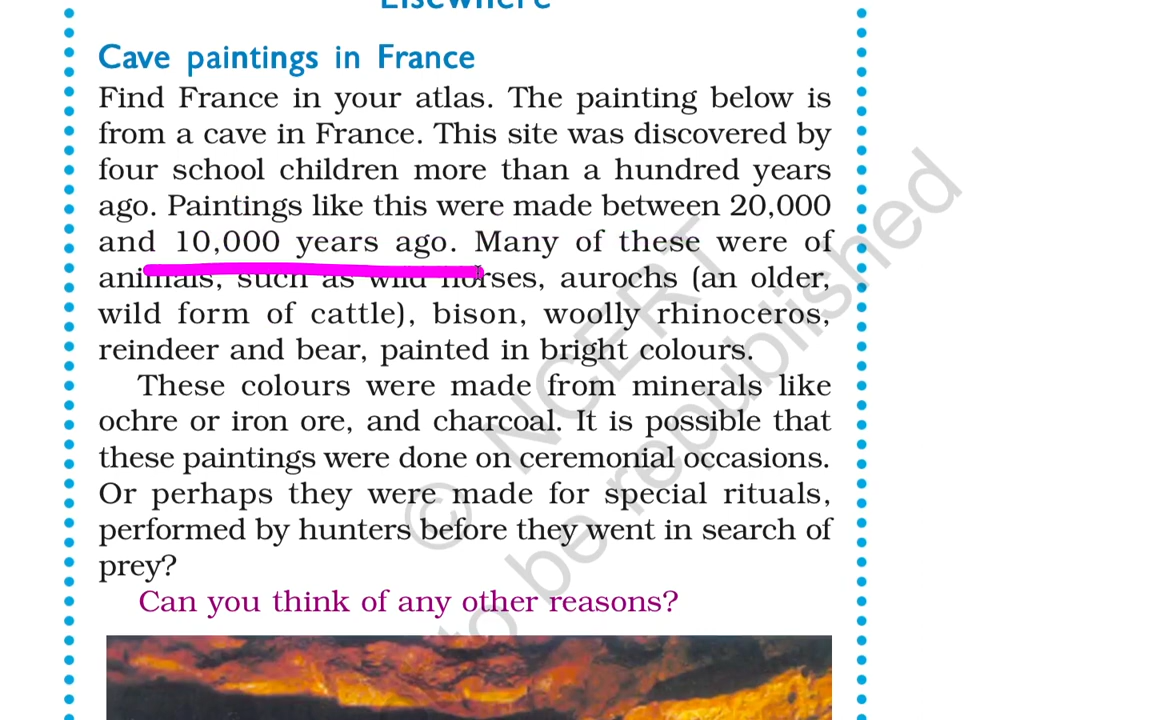 Elsewhere
Cave paintings in France
Find France in your atlas. The painting below is
from a cave in France. This site was discovered by
four school children more than a hundred years
ago. Paintings like this were made between 20,000
and 10,000 years ago. Many of these were of
animals, such as wild horses, aurochs (an older,
wild form of cattle), bison, woolly rhinoceros,
reindeer and bear, painted in bright colours.
These colours were made from minerals like
ochre or iron ore, and charcoal. It is possible that
these paintings were done on ceremonial occasions.
Or perhaps they were made for special rituals,
performed by hunters before they went in search of
prey?
Can you think of any other reasons?
© NCERT
to be republished